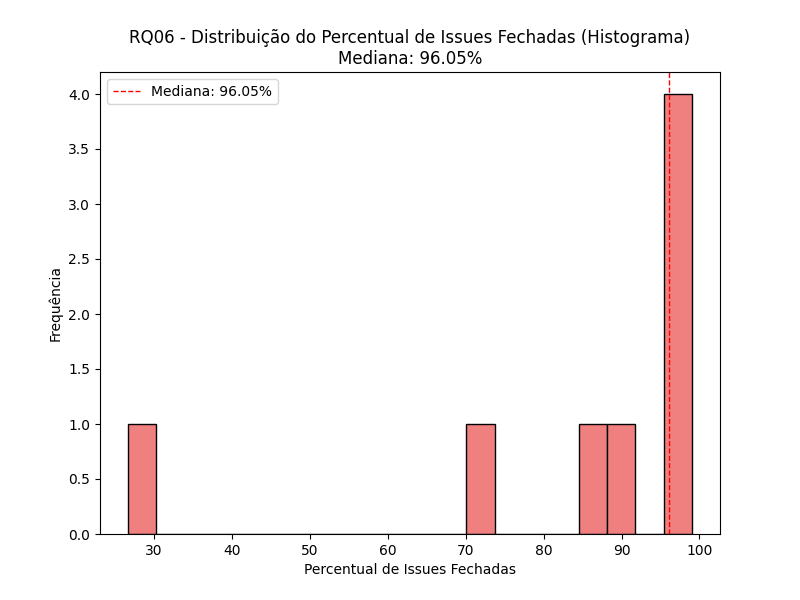 RQ06 - Distribuição do Percentual de Issues Fechadas (Histograma)
Mediana: 96.05%
Mediana: 96.05%
4.0
3.5
3.0
2.5
2.0
1.5
1.0
0.5
0.0
Frequência
30 40 50 60 70 80 90 100
Percentual de Issues Fechadas